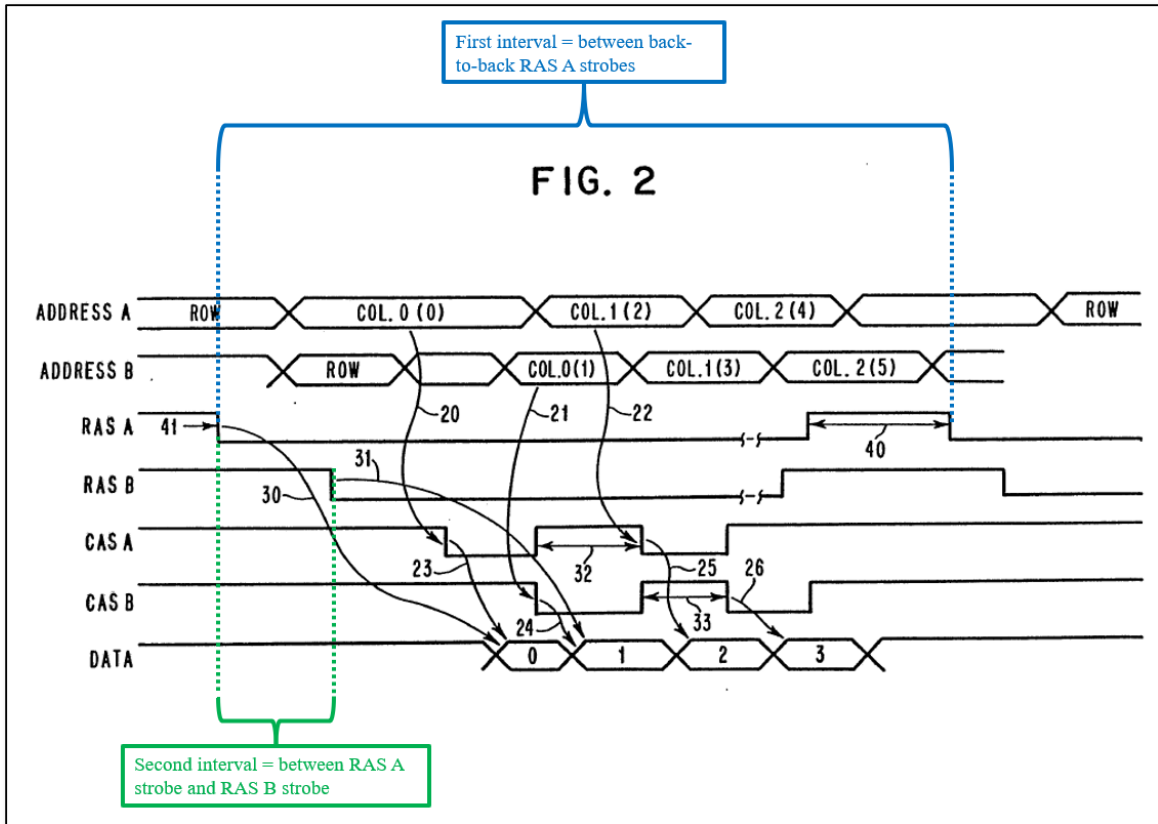 First interval = between back-
to-back RAS A strobes
FIG. 2
ADDRESS A ROW COL. 0 (0) COL. 1 (2) COL. 2 (4) ROW
ADDRESS B ROW COL.0(1) COL.1(3) COL. 2(5)
20 21 22
RAS A 41 40
31
RAS B 30
CAS A 23 32 25 26
CAS B 24 33
DATA 0 1 2 3
Second interval = between RAS A
strobe and RAS B strobe